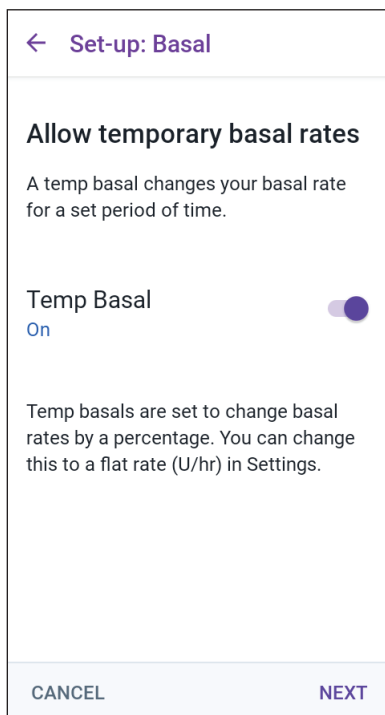 Set-up: Basal
Allow temporary basal rates
A temp basal changes your basal rate
for a set period of time.
Temp Basal
On
Temp basals are set to change basal
rates by a percentage. You can change
this to a flat rate (U/hr) in Settings.
CANCEL NEXT